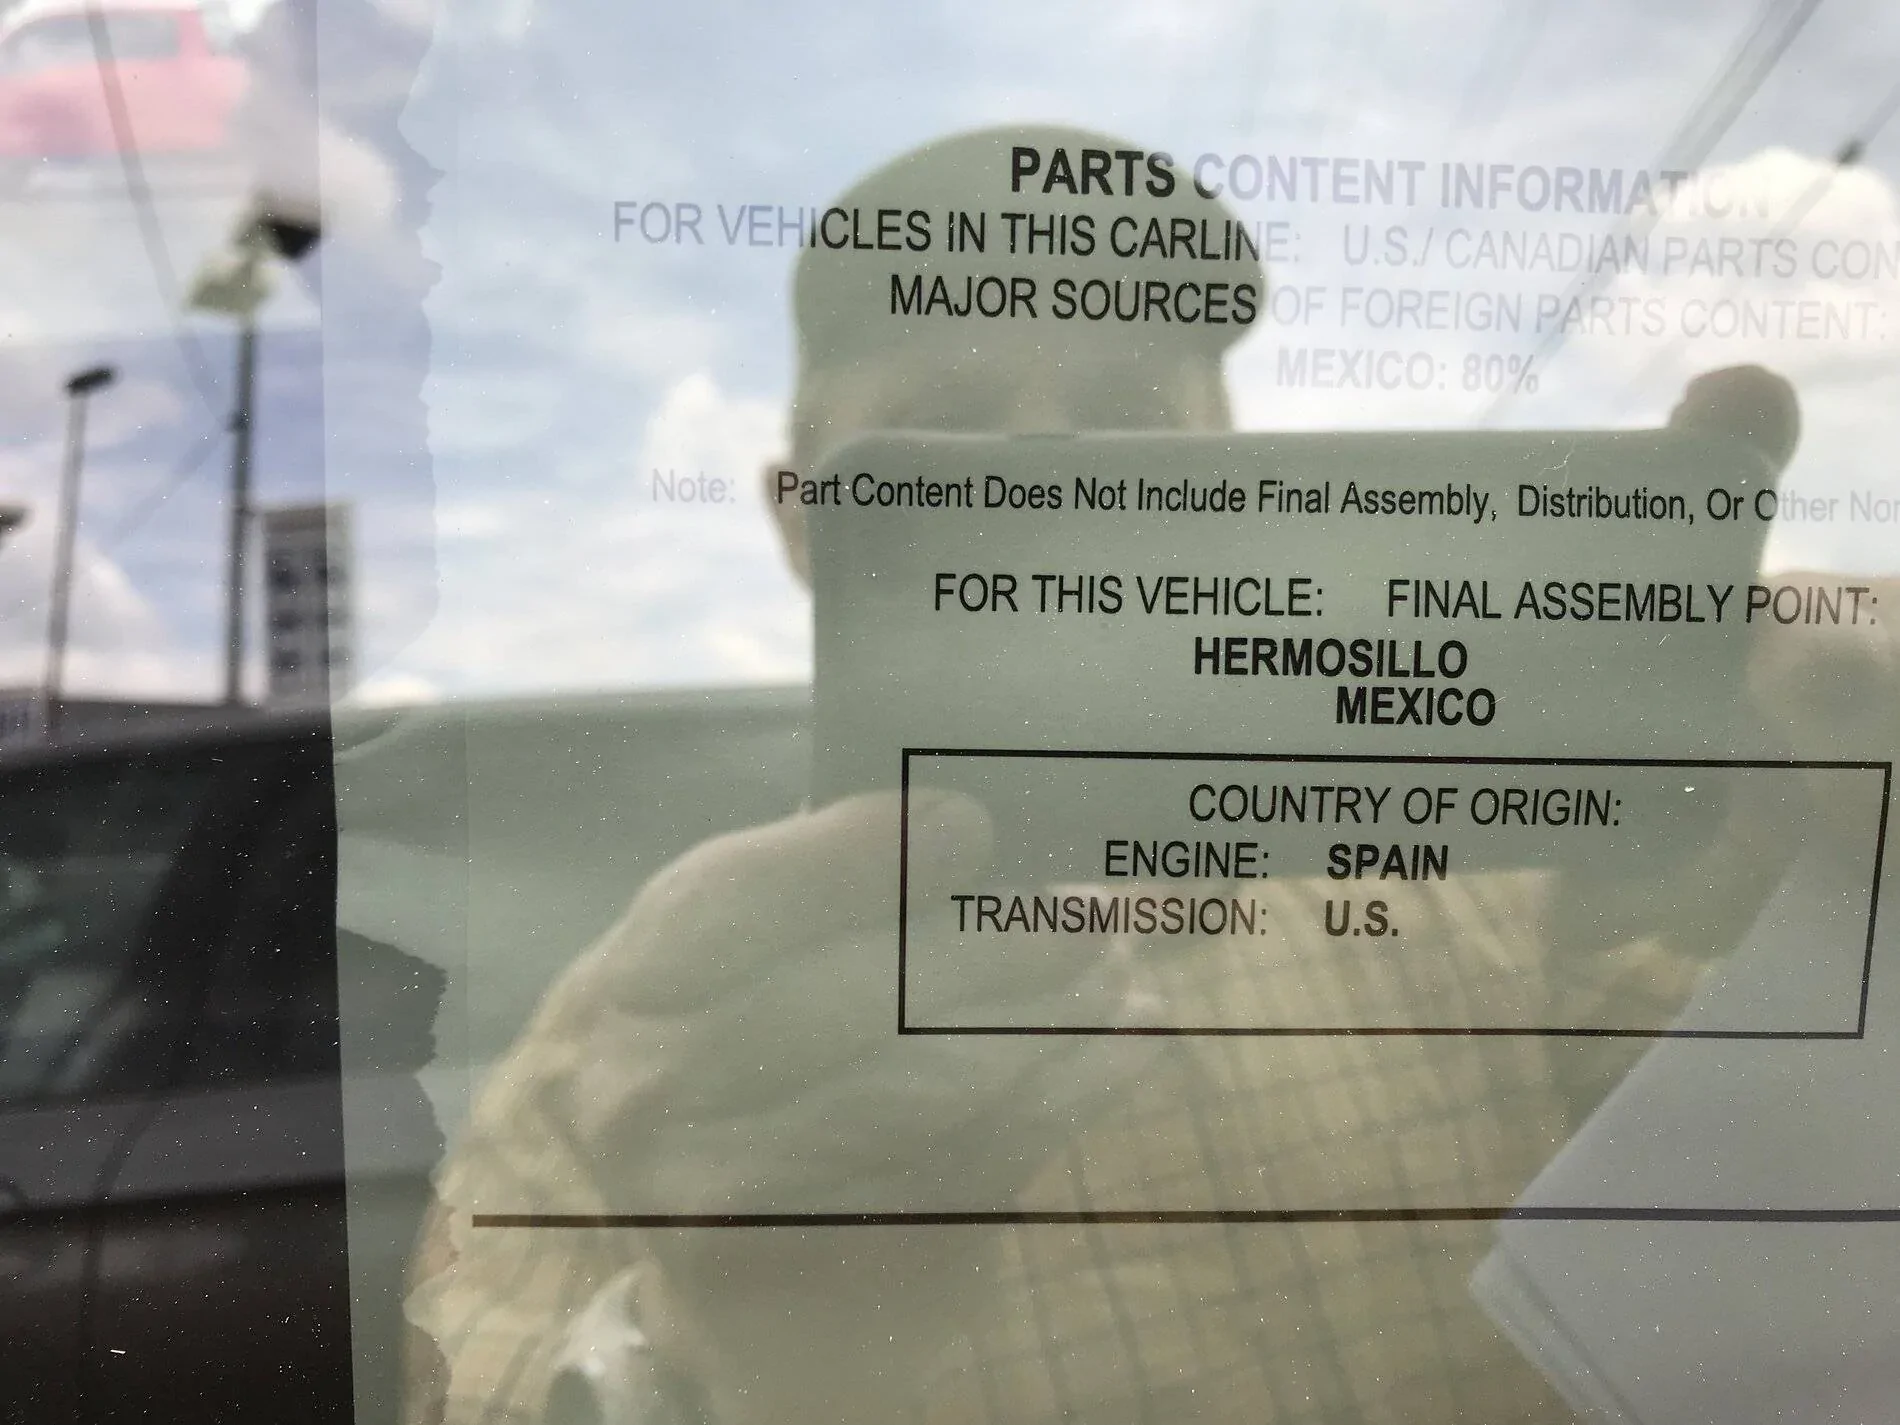 PARTS CONTENT INFORMATION
FOR VEHICLES IN THIS CARLINE: U.S./ CANADIAN PARTS CON
MAJOR SOURCES OF FOREIGN PARTS CONTENT:
MEXICO: 80%
Note: Part Content Does Not Include Final Assembly, Distribution, Or Other Non
FOR THIS VEHICLE: FINAL ASSEMBLY POINT:
HERMOSILLO
MEXICO
COUNTRY OF ORIGIN:
ENGINE: SPAIN
TRANSMISSION: U.S.